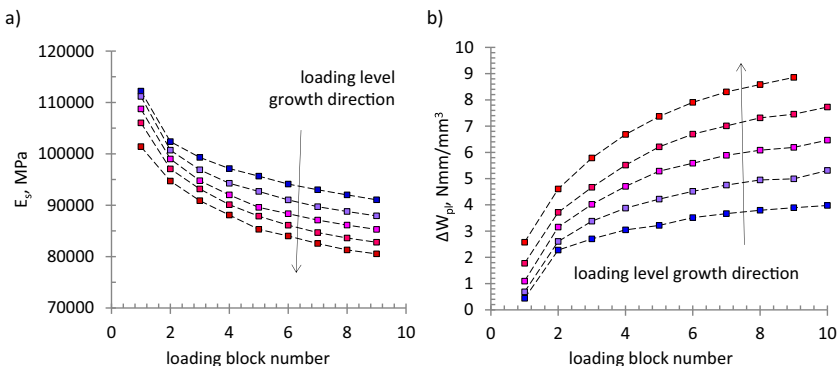 a)
120000
110000
100000
90000
80000
70000
E_s, MPa
loading level
growth direction
0 2 4 6 8 10
loading block number
b)
10
9
8
7
6
5
4
3
2
1
0
ΔW_pl, Nmm/mm³
loading level growth direction
0 2 4 6 8 10
loading block number